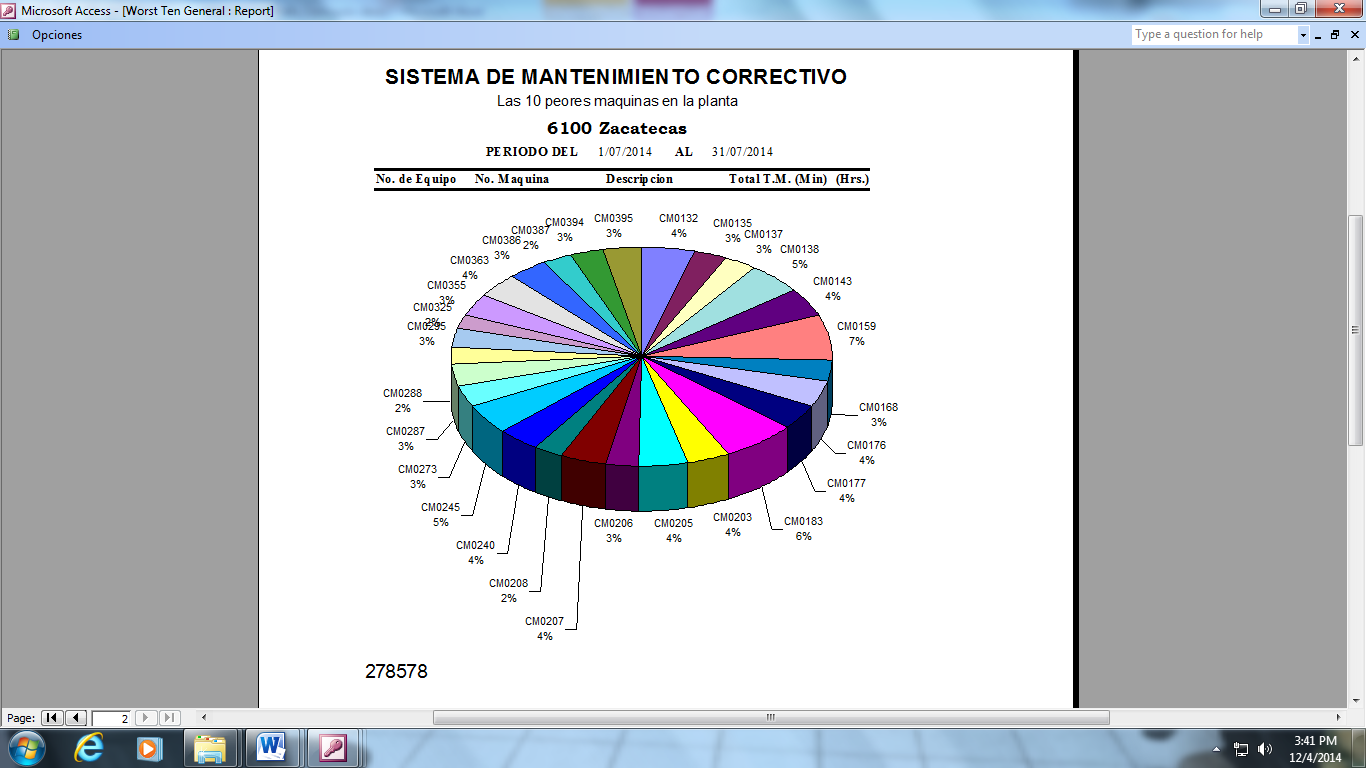 Microsoft Access - [Worst Ten General : Report]
Opciones
Type a question for help
SISTEMA DE MANTENIMIENTO CORRECTIVO
Las 10 peores maquinas en la planta
6100 Zacatecas
PERIODO DEL 1/07/2014 AL 31/07/2014
No. de Equipo No. Maquina Descripcion Total T.M. (Min) (Hrs.)
CM0132
4%
CM0135
3%
CM0137
3%
CM0138
5%
CM0143
4%
CM0159
7%
CM0168
3%
CM0176
4%
CM0177
4%
CM0183
6%
CM0203
4%
CM0205
4%
CM0206
3%
CM0207
4%
CM0208
2%
CM0240
4%
CM0245
5%
CM0273
3%
CM0287
3%
CM0288
2%
CM0295
3%
CM0325
2%
CM0355
3%
CM0363
4%
CM0386
3%
CM0387
2%
CM0394
3%
CM0395
3%
278578
Page: 2
3:41 PM
12/4/2014